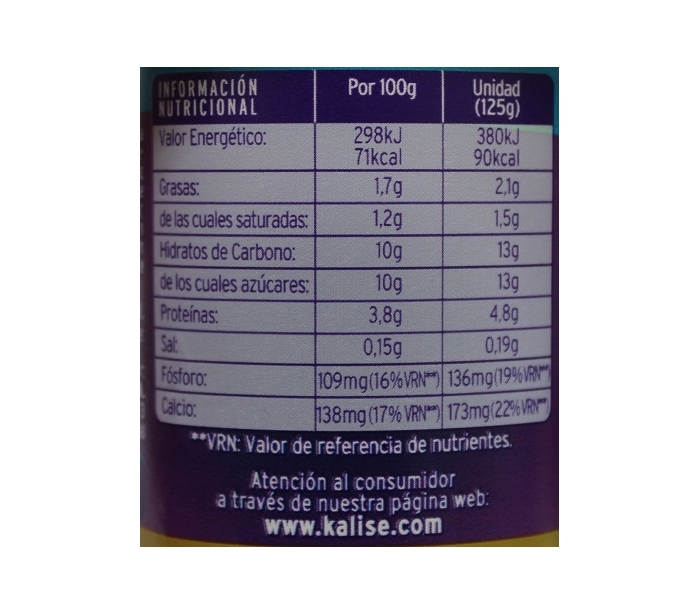 INFORMACIÓN NUTRICIONAL Por 100g Unidad (125g)
Valor Energético: 298kJ 71kcal 380kJ 90kcal
Grasas: 1,7g 2,1g
de las cuales saturadas: 1,2g 1,5g
Hidratos de Carbono: 10g 13g
de los cuales azúcares: 10g 13g
Proteínas: 3,8g 4,8g
Sal: 0,15g 0,19g
Fósforo: 109mg(16%VRN**) 136mg(19%VRN**)
Calcio: 138mg(17% VRN**) 173mg(22% VRN**)
**VRN: Valor de referencia de nutrientes.
Atención al consumidor
a través de nuestra página web:
www.kalise.com